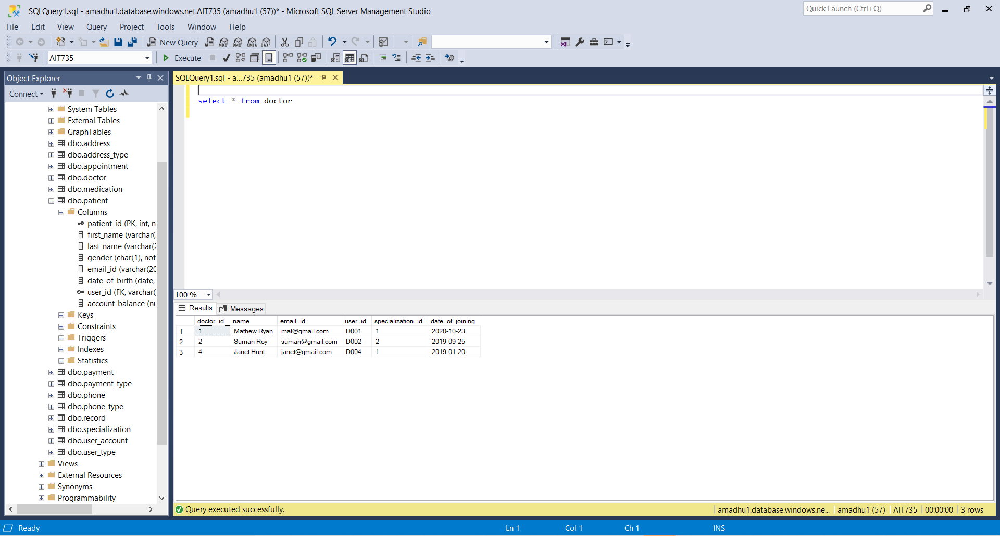 SQLQuery1.sql - amadhu1.database.windows.net.AIT735 (amadhu1 (57))* - Microsoft SQL Server Management Studio
Quick Launch (Ctrl+Q)
File Edit View Query Project Tools Window Help
New Query MDX DMX XMLA DAX
AIT735 Execute
Object Explorer
Connect
System Tables
External Tables
GraphTables
dbo.address
dbo.address_type
dbo.appointment
dbo.doctor
dbo.medication
dbo.patient
Columns
patient_id (PK, int, n
first_name (varchar(2
last_name (varchar(2
gender (char(1), not
email_id (varchar(20
date_of_birth (date,
user_id (FK, varchar(
account_balance (nu
Keys
Constraints
Triggers
Indexes
Statistics
dbo.payment
dbo.payment_type
dbo.phone
dbo.phone_type
dbo.record
dbo.specialization
dbo.user_account
dbo.user_type
Views
External Resources
Synonyms
Programmability
SQLQuery1.sql - a...735 (amadhu1 (57))*
select * from doctor
100 %
Results Messages
doctor_id name email_id user_id specialization_id date_of_joining
1 1 Mathew Ryan mat@gmail.com D001 1 2020-10-23
2 2 Suman Roy suman@gmail.com D002 2 2019-09-25
3 4 Janet Hunt janet@gmail.com D004 1 2019-01-20
Query executed successfully. amadhu1.database.windows.ne... amadhu1 (57) AIT735 00:00:00 3 rows
Ready Ln 1 Col 1 Ch 1 INS